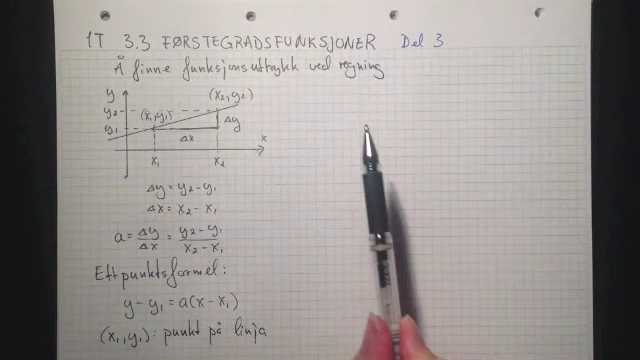 1T 3.3 FØRSTEGRADSFUNKSJONER Del 3
Å finne funksjonsuttrykk ved regning
y
(x₂, y₂)
y₂
(x₁, y₁)
Δy
y₁
Δx
x
x₁ x₂
Δy = y₂ - y₁
Δx = x₂ - x₁
a = Δy/Δx = (y₂ - y₁)/(x₂ - x₁)
Ettpunktsformel:
y - y₁ = a(x - x₁)
(x₁, y₁): punkt på linja